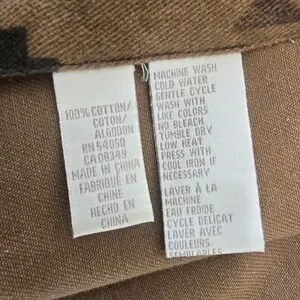 100% COTTON/
COTON/
ALGODON
RN 54050
CA 08349
MADE IN CHINA
FABRIQUÉ EN
CHINE
HECHO EN
CHINA
MACHINE WASH
COLD WATER
GENTLE CYCLE
WASH WITH
LIKE COLORS
NO BLEACH
TUMBLE DRY
LOW HEAT
PRESS WITH
COOL IRON IF
NECESSARY
LAVER À LA
MACHINE
EAU FROIDE
CYCLE DELICAT
LAVER AVEC
COULEURS
SEMBLABLES